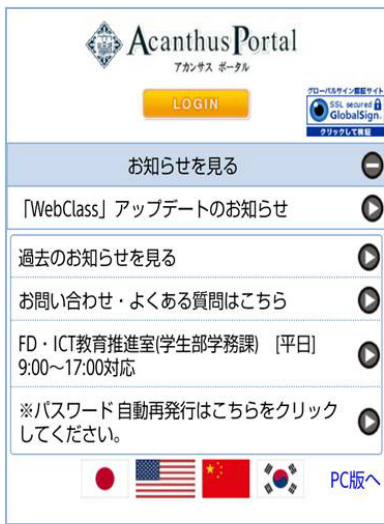 Acanthus Portal
アカンサス ポータル
LOGIN
グローバルサイン認証サイト
SSL secured
GlobalSign.
クリックして検証
お知らせを見る
「WebClass」アップデートのお知らせ
過去のお知らせを見る
お問い合わせ・よくある質問はこちら
FD・ICT教育推進室(学生部学務課) [平日]
9:00～17:00対応
※パスワード自動再発行はこちらをクリック
してください。
PC版へ